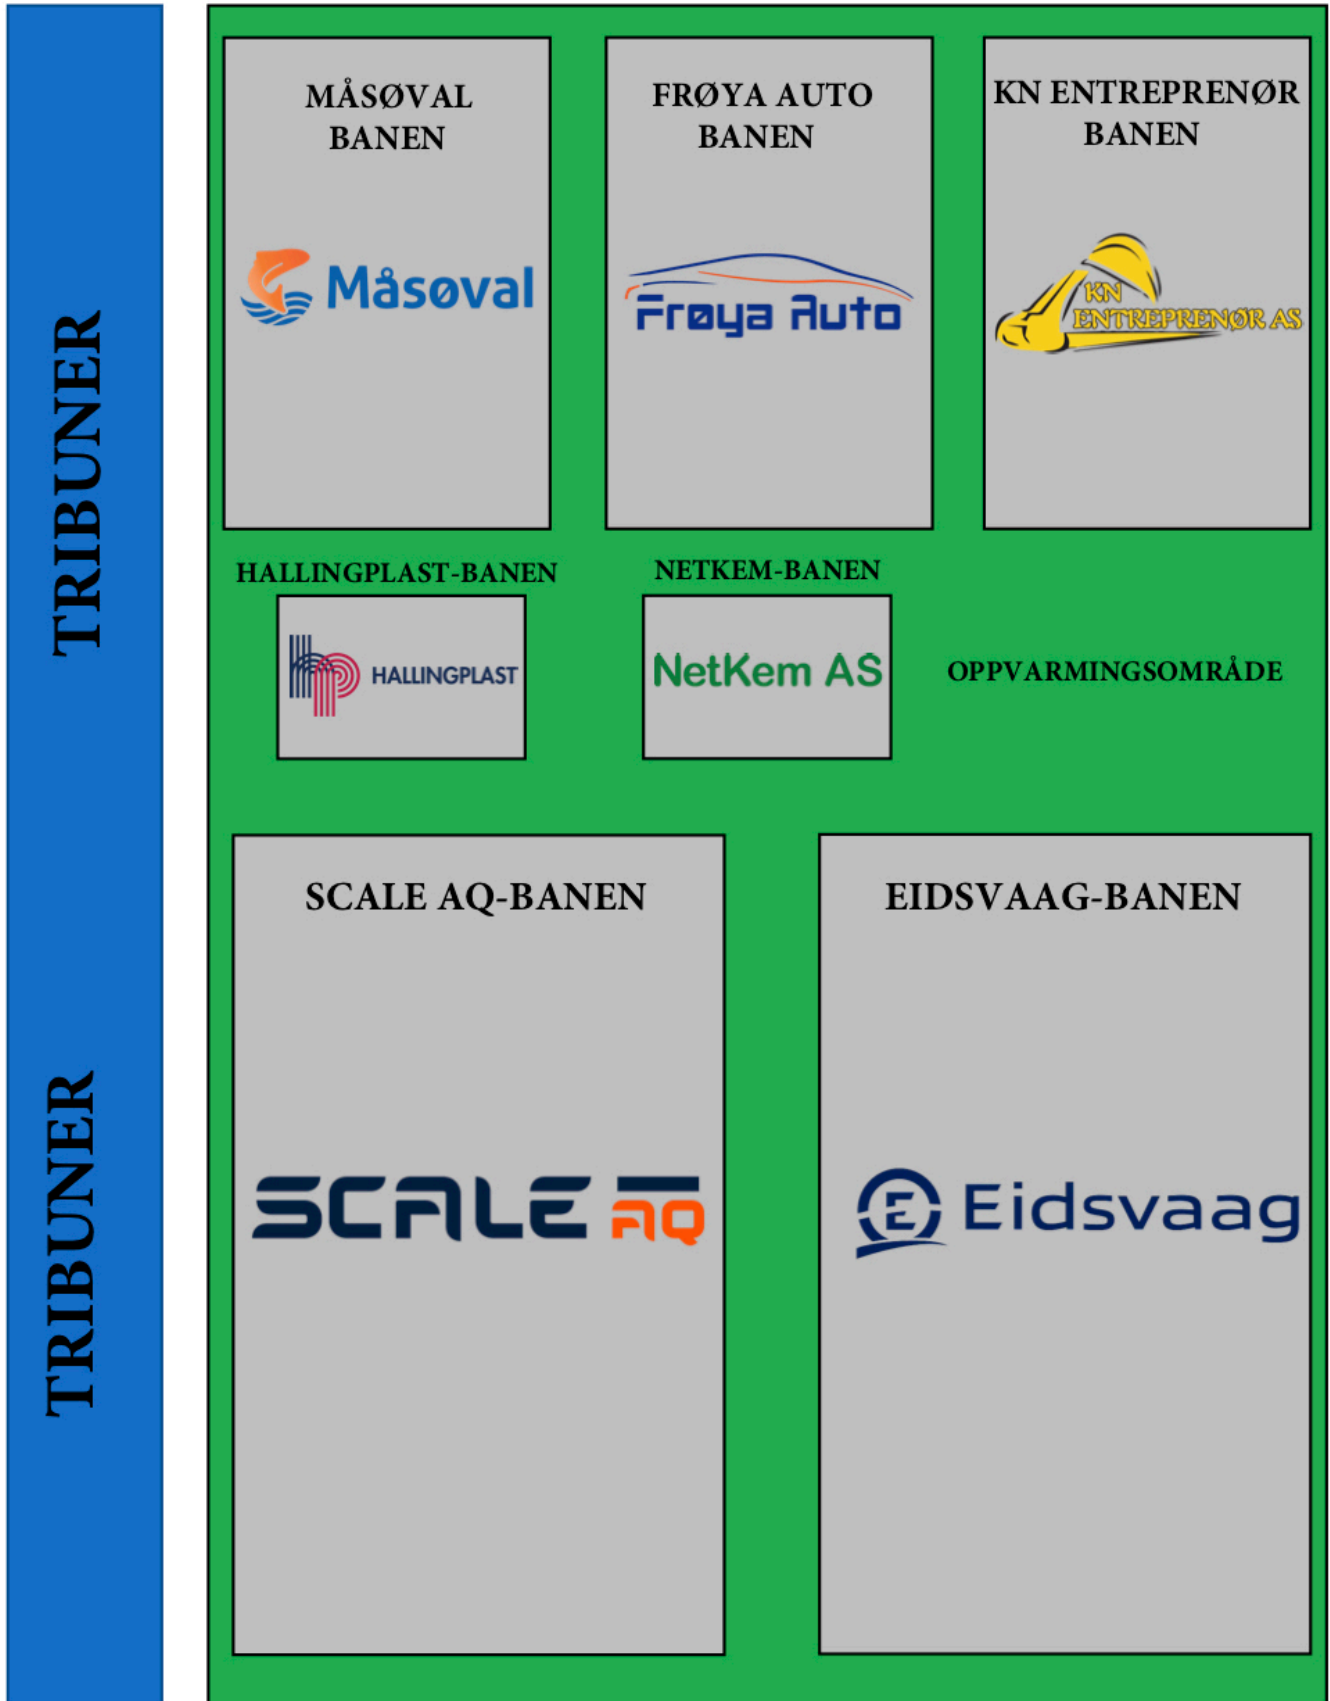 TRIBUNER
MÅSØVAL
BANEN
Måsøval
FRØYA AUTO
BANEN
Frøya Auto
KN ENTREPRENØR
BANEN
KN
ENTREPRENØR AS
HALLINGPLAST-BANEN
hp HALLINGPLAST
NETKEM-BANEN
NetKem AS
OPPVARMINGSOMRÅDE
TRIBUNER
SCALE AQ-BANEN
SCALE AQ
EIDSVAAG-BANEN
E Eidsvaag